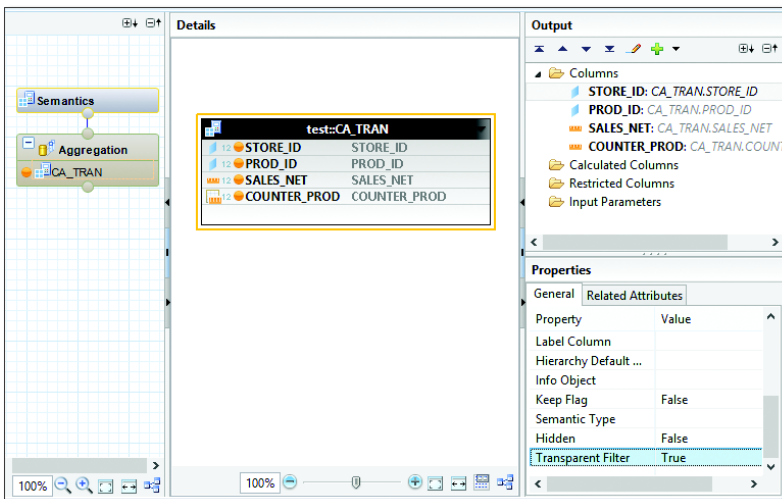 Semantics
Aggregation
CA_TRAN
100%
Details
test::CA_TRAN
12 STORE_ID STORE_ID
12 PROD_ID PROD_ID
12 SALES_NET SALES_NET
12 COUNTER_PROD COUNTER_PROD
100%
Output
Columns
STORE_ID: CA_TRAN.STORE_ID
PROD_ID: CA_TRAN.PROD_ID
SALES_NET: CA_TRAN.SALES_NET
COUNTER_PROD: CA_TRAN.COUNT
Calculated Columns
Restricted Columns
Input Parameters
Properties
General Related Attributes
Property Value
Label Column
Hierarchy Default ...
Info Object
Keep Flag False
Semantic Type
Hidden False
Transparent Filter True